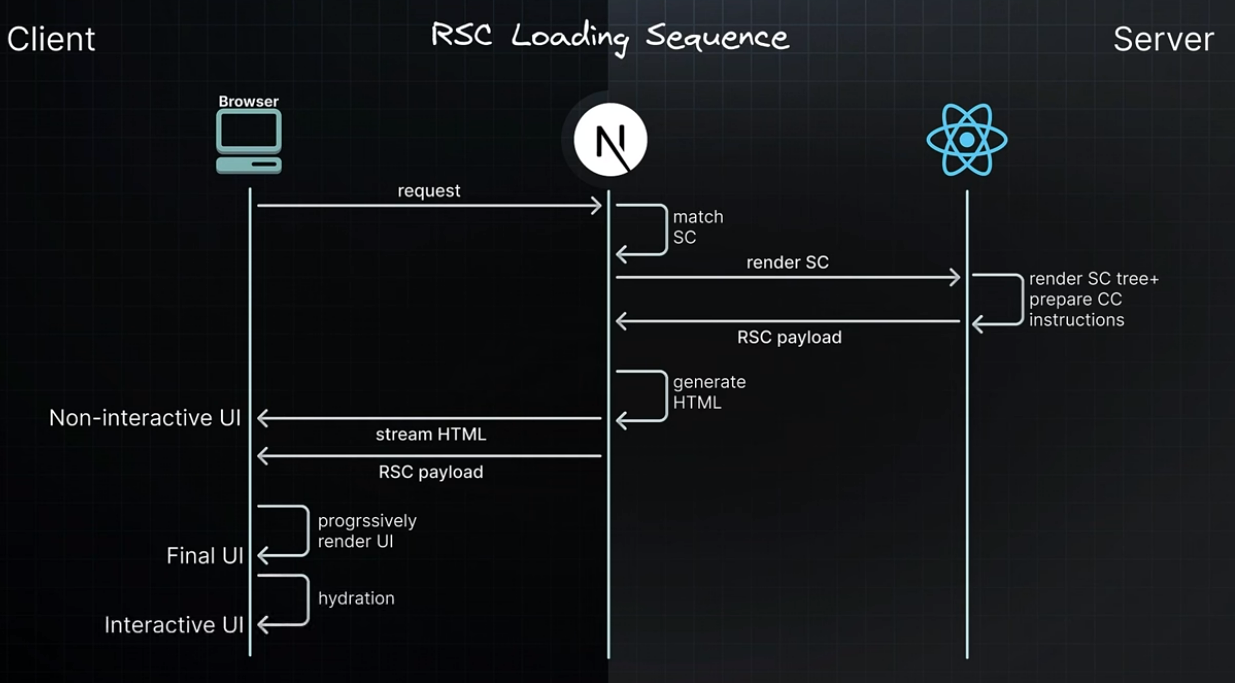 Client
RSC Loading Sequence
Server
Browser
N
request
match
SC
render SC
render SC tree+
prepare CC
instructions
RSC payload
generate
HTML
Non-interactive UI
stream HTML
RSC payload
progrssively
render UI
Final UI
hydration
Interactive UI